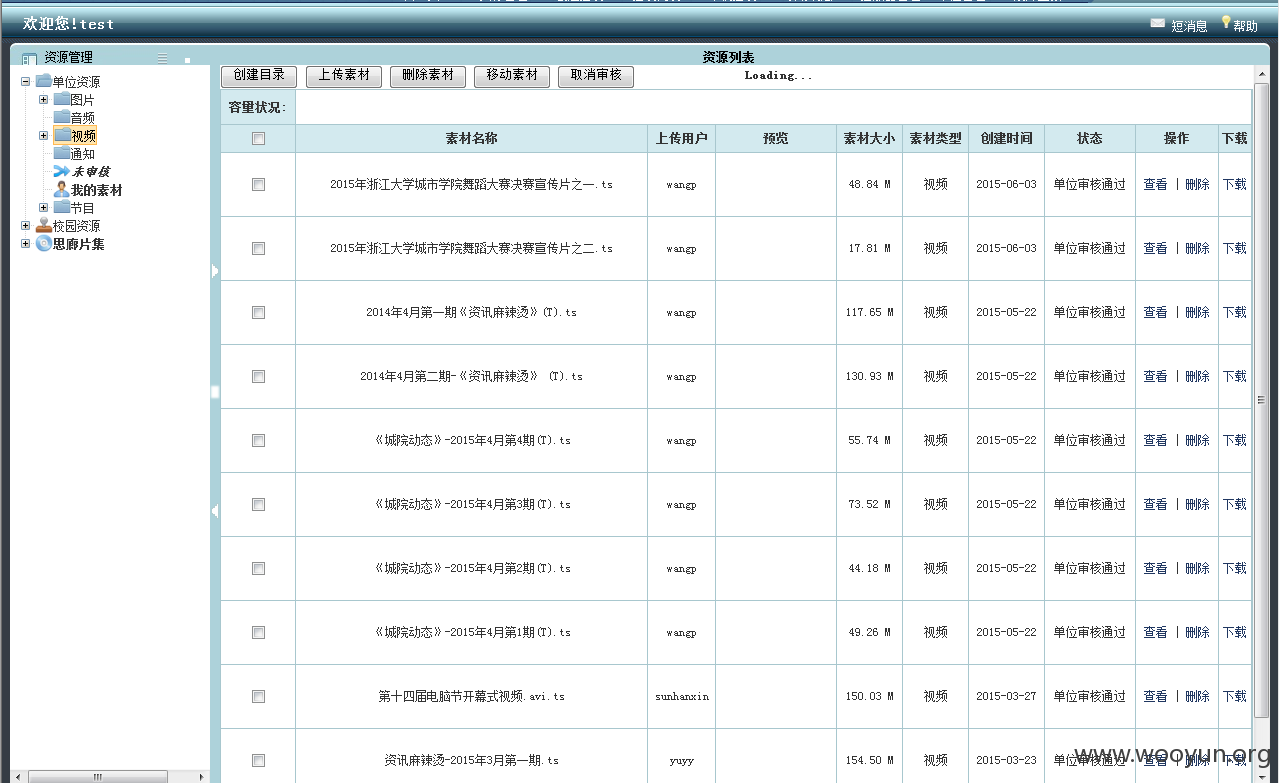 欢迎您!test
短消息 帮助
资源管理
单位资源
图片
音频
视频
通知
未审核
我的素材
节目
校园资源
思廊片集
资源列表
创建目录 上传素材 删除素材 移动素材 取消审核 Loading...
容量状况:
素材名称 上传用户 预览 素材大小 素材类型 创建时间 状态 操作 下载
2015年浙江大学城市学院舞蹈大赛决赛宣传片之一.ts wangp 48.84 M 视频 2015-06-03 单位审核通过 查看 | 删除 下载
2015年浙江大学城市学院舞蹈大赛决赛宣传片之二.ts wangp 17.81 M 视频 2015-06-03 单位审核通过 查看 | 删除 下载
2014年4月第一期《资讯麻辣烫》(T).ts wangp 117.65 M 视频 2015-05-22 单位审核通过 查看 | 删除 下载
2014年4月第二期-《资讯麻辣烫》 (T).ts wangp 130.93 M 视频 2015-05-22 单位审核通过 查看 | 删除 下载
《城院动态》-2015年4月第4期(T).ts wangp 55.74 M 视频 2015-05-22 单位审核通过 查看 | 删除 下载
《城院动态》-2015年4月第3期(T).ts wangp 73.52 M 视频 2015-05-22 单位审核通过 查看 | 删除 下载
《城院动态》-2015年4月第2期(T).ts wangp 44.18 M 视频 2015-05-22 单位审核通过 查看 | 删除 下载
《城院动态》-2015年4月第1期(T).ts wangp 49.26 M 视频 2015-05-22 单位审核通过 查看 | 删除 下载
第十四届电脑节开幕式视频.avi.ts sunhanxin 150.03 M 视频 2015-03-27 单位审核通过 查看 | 删除 下载
资讯麻辣烫-2015年3月第一期.ts yuyy 154.50 M 视频 2015-03-23 单位审核通过 查看 | 删除 下载
www.wooyun.org